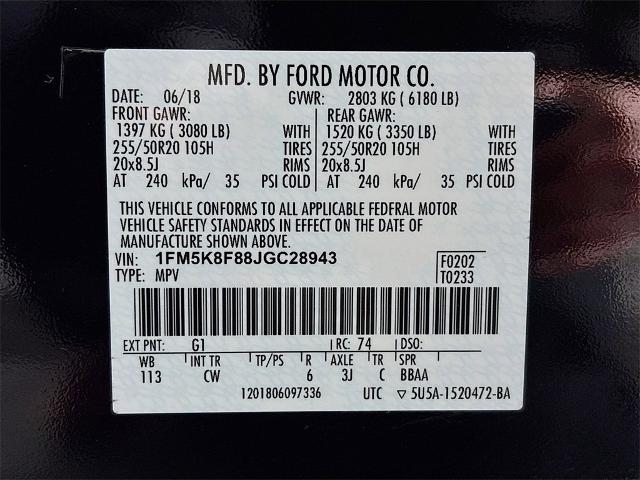 MFD. BY FORD MOTOR CO.
DATE: 06/18 GVWR: 2803 KG ( 6180 LB)
FRONT GAWR: REAR GAWR:
1397 KG ( 3080 LB) WITH 1520 KG ( 3350 LB) WITH
255/50R20 105H TIRES 255/50R20 105H TIRES
20x8.5J RIMS 20x8.5J RIMS
AT 240 kPa/ 35 PSI COLD AT 240 kPa/ 35 PSI COLD
THIS VEHICLE CONFORMS TO ALL APPLICABLE FEDERAL MOTOR
VEHICLE SAFETY STANDARDS IN EFFECT ON THE DATE OF
MANUFACTURE SHOWN ABOVE.
VIN: 1FM5K8F88JGC28943 F0202
TYPE: MPV T0233
EXT PNT: G1 RC: 74 DSO:
WB INT TR TP/PS R AXLE TR SPR
113 CW 6 3J C BBAA
1201806097336 UTC ▽ 5U5A-1520472-BA